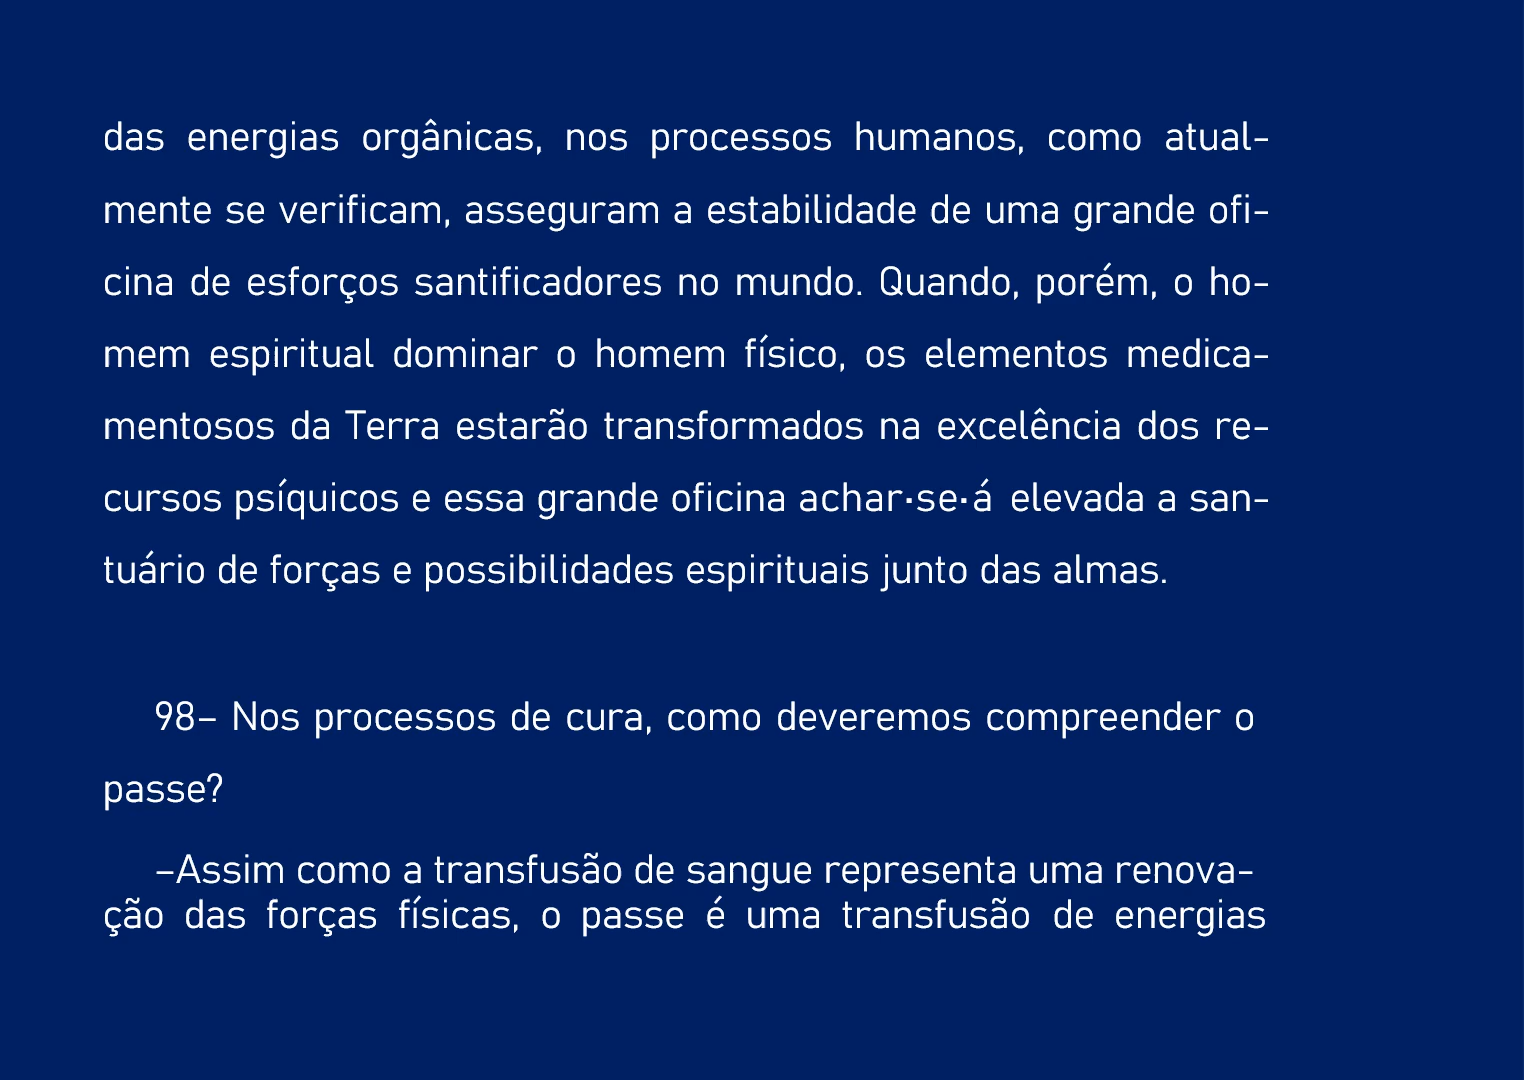 das energias orgânicas, nos processos humanos, como atual-
mente se verificam, asseguram a estabilidade de uma grande ofi-
cina de esforços santificadores no mundo. Quando, porém, o ho-
mem espiritual dominar o homem físico, os elementos medica-
mentosos da Terra estarão transformados na excelência dos re-
cursos psíquicos e essa grande oficina achar·se·á elevada a san-
tuário de forças e possibilidades espirituais junto das almas.
98– Nos processos de cura, como deveremos compreender o
passe?
–Assim como a transfusão de sangue representa uma renova-
ção das forças físicas, o passe é uma transfusão de energias